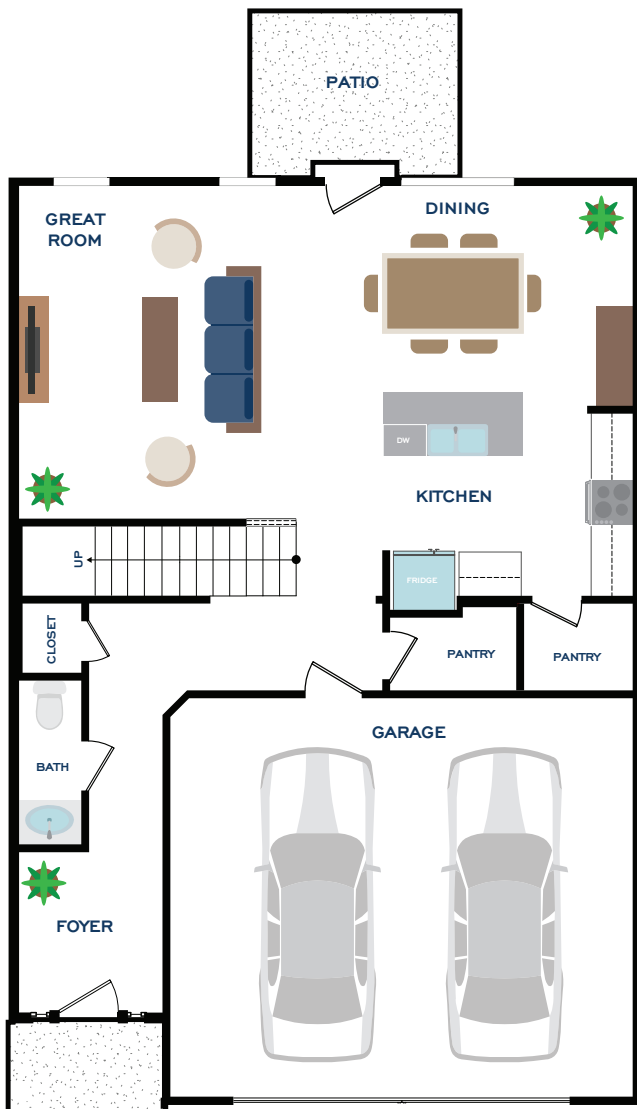 PATIO
GREAT
ROOM
DINING
DW
KITCHEN
UP
FRIDGE
CLOSET
PANTRY
PANTRY
GARAGE
BATH
FOYER